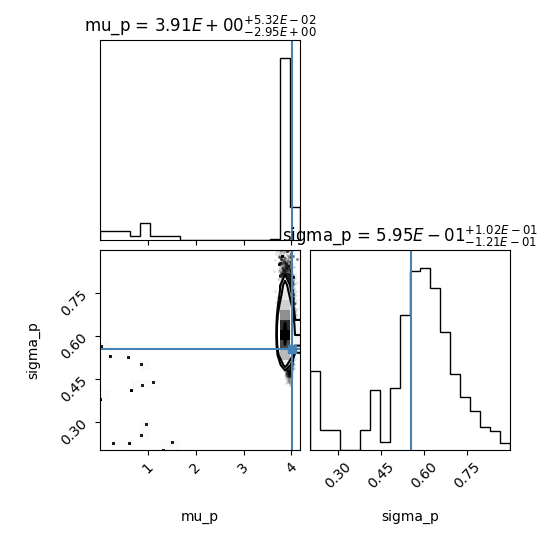 mu_p = 3.91E + 00 +5.32E − 02 −2.95E + 00
sigma_p = 5.95E − 01 +1.02E − 01 −1.21E − 01
sigma_p
0.75
0.60
0.45
0.30
1 2 3 4
mu_p
0.30 0.45 0.60 0.75
sigma_p